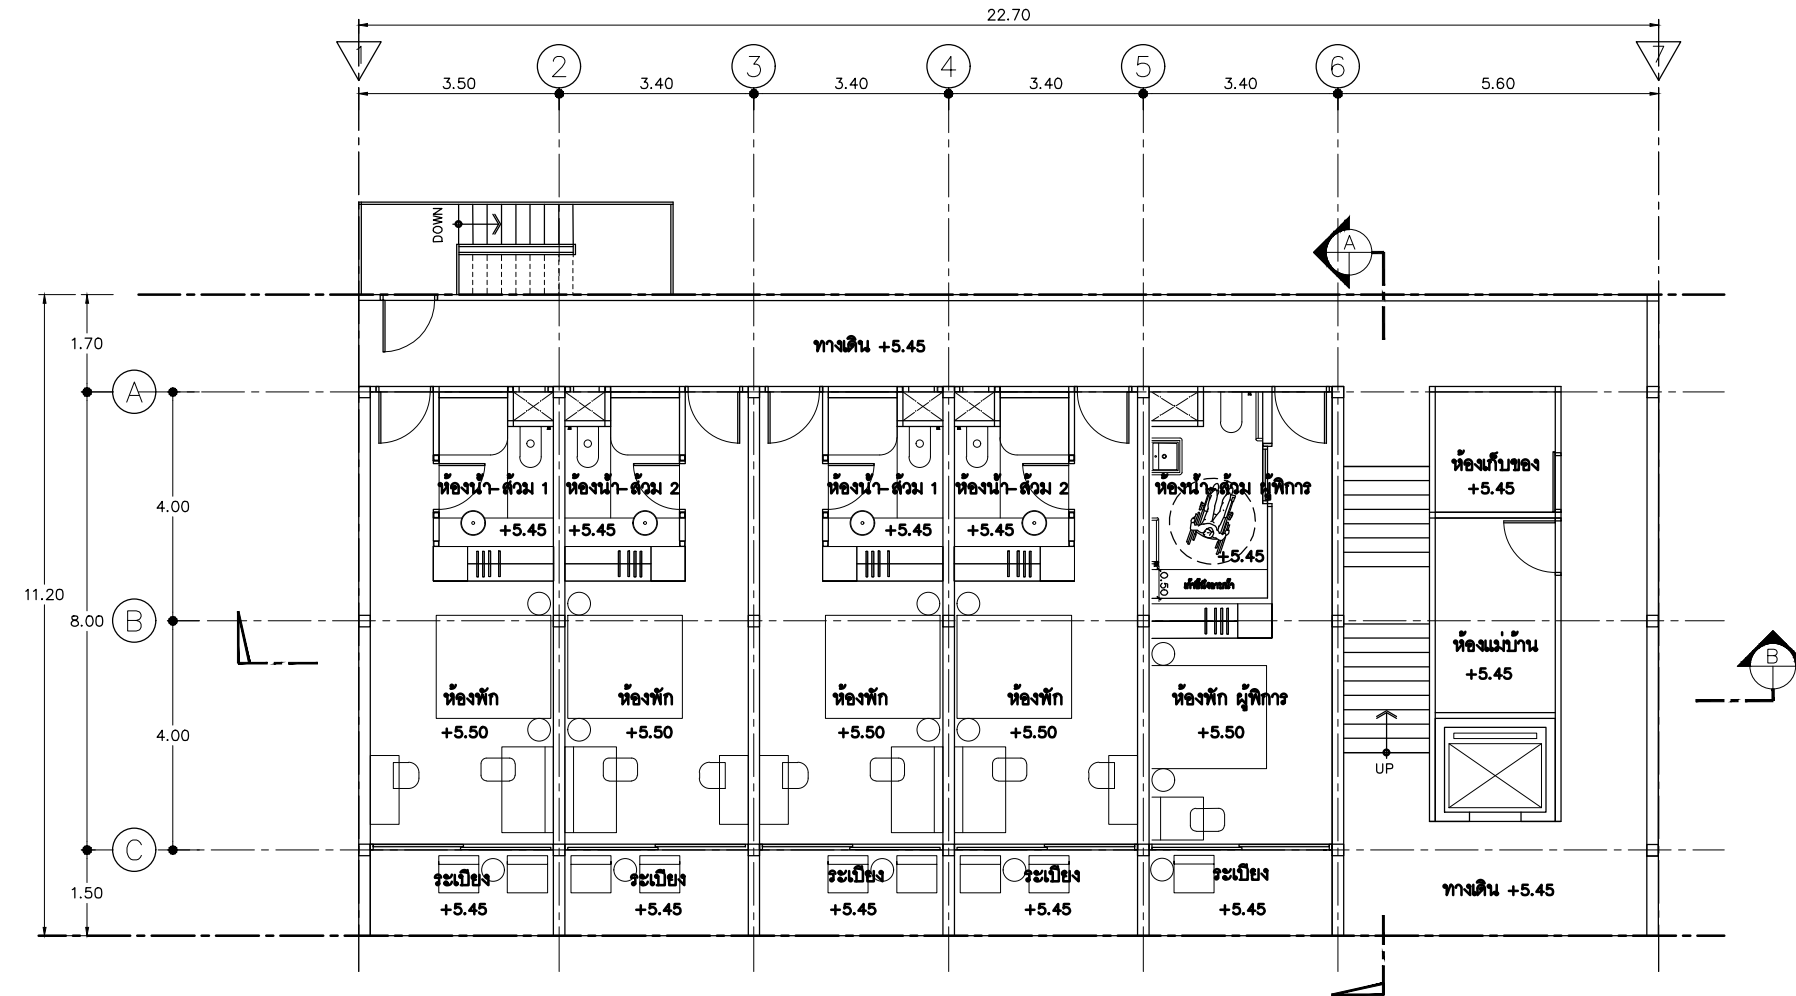 22.70
1 2 3 4 5 6 7
3.50 3.40 3.40 3.40 3.40 5.60
DOWN
A
1.70
ทางเดิน +5.45
A
ห้องเก็บของ
+5.45
ห้องน้ำ-ส้วม 1 ห้องน้ำ-ส้วม 2 ห้องน้ำ-ส้วม 1 ห้องน้ำ-ส้วม 2 ห้องน้ำ-ส้วม ผู้พิการ
4.00
+5.45 +5.45 +5.45 +5.45 +5.45
0.50
11.20
8.00
B
ห้องแม่บ้าน
+5.45
B
ห้องพัก ห้องพัก ห้องพัก ห้องพัก ห้องพัก ผู้พิการ
+5.50 +5.50 +5.50 +5.50 +5.50
4.00
UP
C
ระเบียง ระเบียง ระเบียง ระเบียง ระเบียง
1.50
ทางเดิน +5.45
+5.45 +5.45 +5.45 +5.45 +5.45